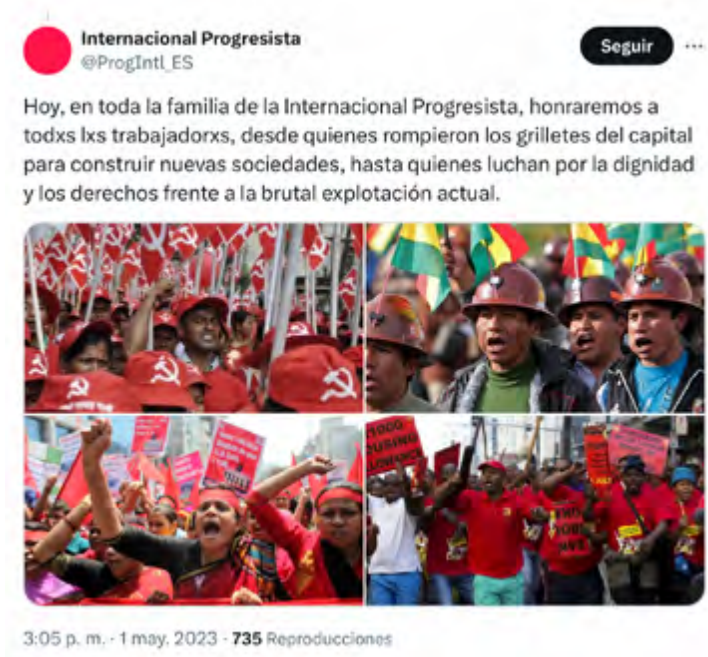 Internacional Progresista
@ProgIntl_ES
Seguir
Hoy, en toda la familia de la Internacional Progresista, honraremos a
todxs lxs trabajadorxs, desde quienes rompieron los grilletes del capital
para construir nuevas sociedades, hasta quienes luchan por la dignidad
y los derechos frente a la brutal explotación actual.
3:05 p. m. · 1 may. 2023 · 735 Reproducciones